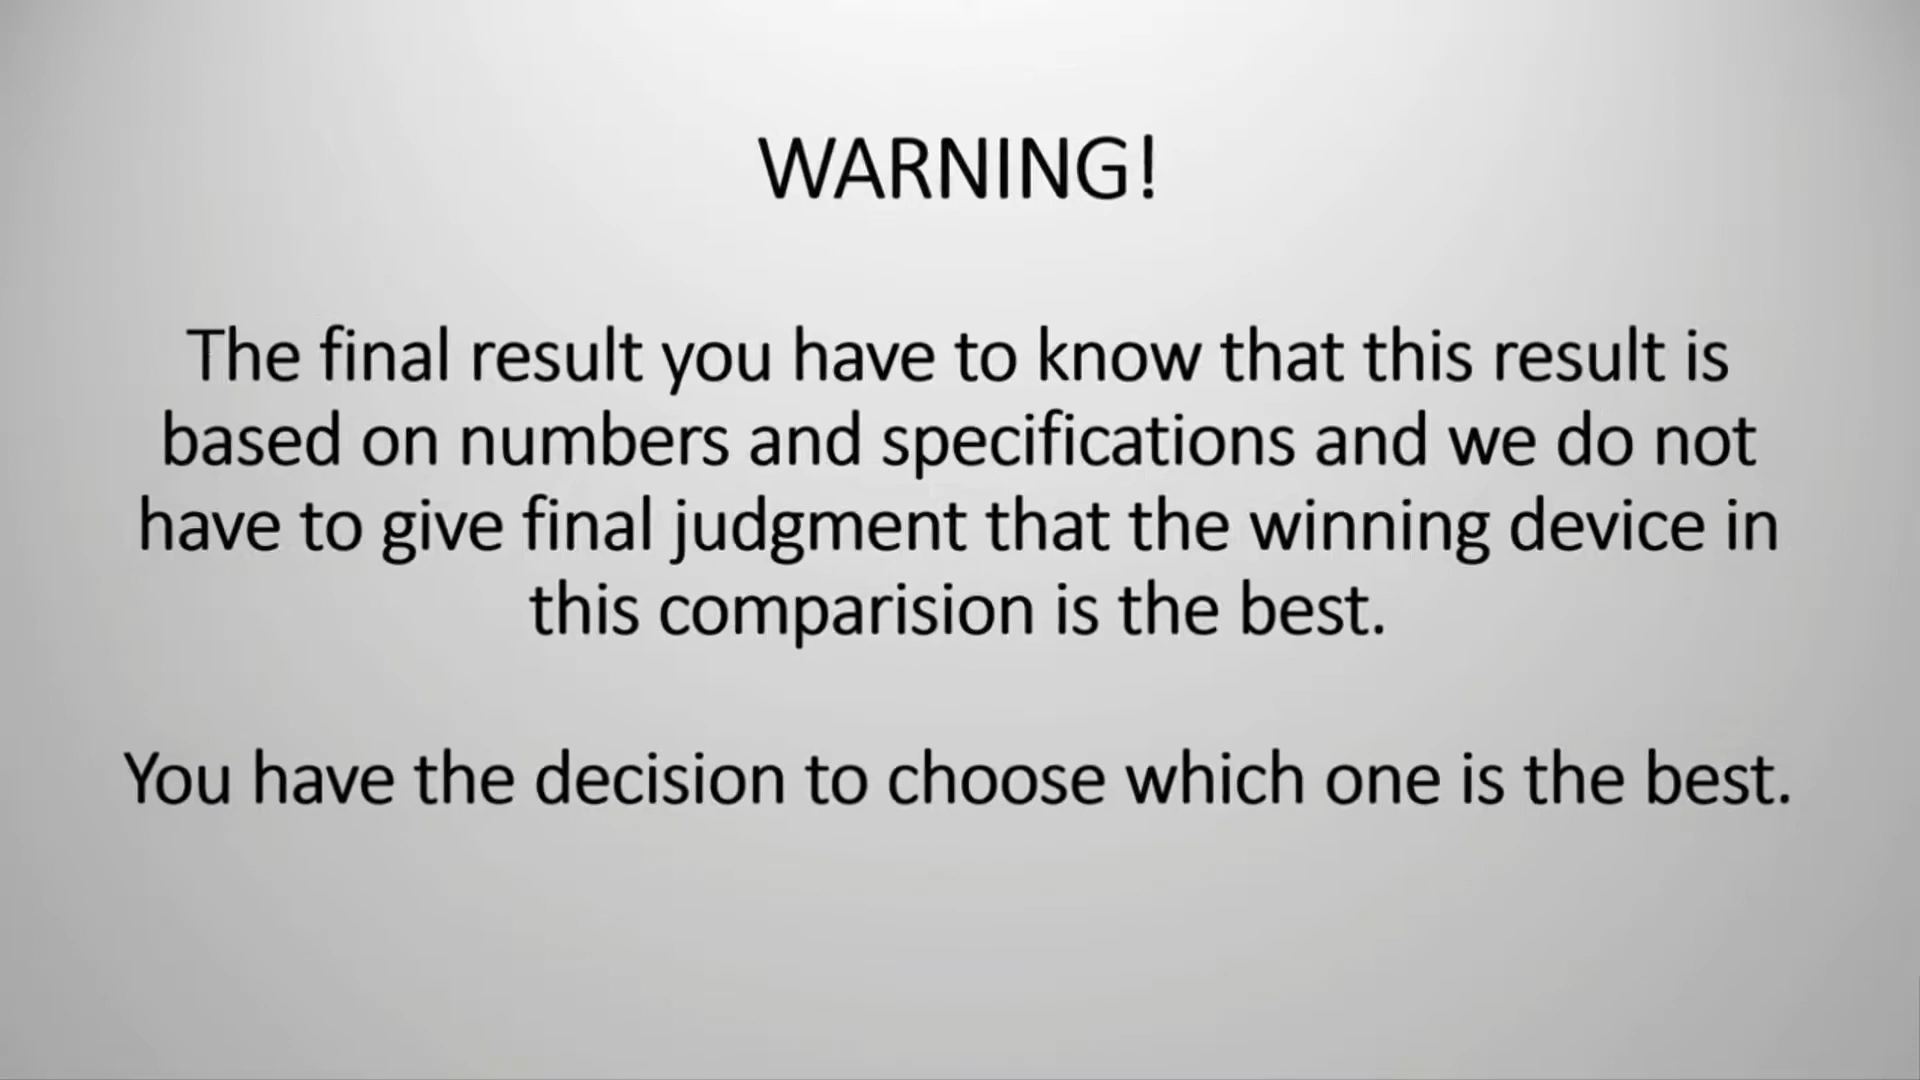 WARNING!
The final result you have to know that this result is
based on numbers and specifications and we do not
have to give final judgment that the winning device in
this comparision is the best.
You have the decision to choose which one is the best.